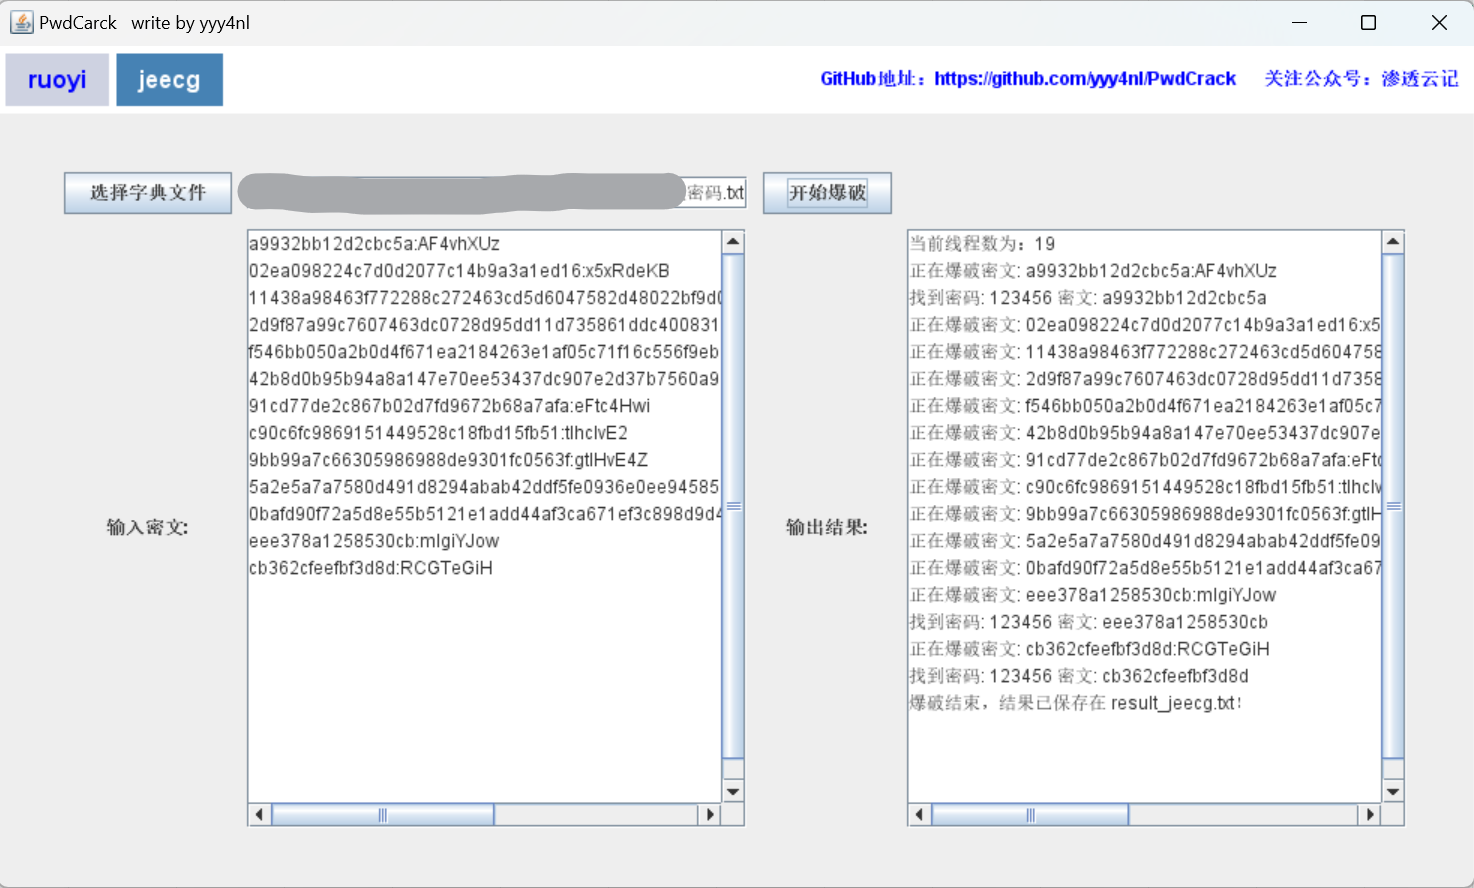 PwdCarck   write by yyy4nl
ruoyi
jeecg
GitHub地址：https://github.com/yyy4nl/PwdCrack
关注公众号：渗透云记
选择字典文件
密码.txt
开始爆破
输入密文:
a9932bb12d2cbc5a:AF4vhXUz
02ea098224c7d0d2077c14b9a3a1ed16:x5xRdeKB
11438a98463f772288c272463cd5d6047582d48022bf9d0
2d9f87a99c7607463dc0728d95dd11d735861ddc400831
f546bb050a2b0d4f671ea2184263e1af05c71f16c556f9eb
42b8d0b95b94a8a147e70ee53437dc907e2d37b7560a9
91cd77de2c867b02d7fd9672b68a7afa:eFtc4Hwi
c90c6fc9869151449528c18fbd15fb51:tlhclvE2
9bb99a7c66305986988de9301fc0563f:gtlHvE4Z
5a2e5a7a7580d491d8294abab42ddf5fe0936e0ee94585
0bafd90f72a5d8e55b5121e1add44af3ca671ef3c898d9d4
eee378a1258530cb:mIgiYJow
cb362cfeefbf3d8d:RCGTeGiH
输出结果:
当前线程数为：19
正在爆破密文: a9932bb12d2cbc5a:AF4vhXUz
找到密码: 123456 密文: a9932bb12d2cbc5a
正在爆破密文: 02ea098224c7d0d2077c14b9a3a1ed16:x5
正在爆破密文: 11438a98463f772288c272463cd5d604758
正在爆破密文: 2d9f87a99c7607463dc0728d95dd11d7358
正在爆破密文: f546bb050a2b0d4f671ea2184263e1af05c7
正在爆破密文: 42b8d0b95b94a8a147e70ee53437dc907e
正在爆破密文: 91cd77de2c867b02d7fd9672b68a7afa:eFtc
正在爆破密文: c90c6fc9869151449528c18fbd15fb51:tlhclv
正在爆破密文: 9bb99a7c66305986988de9301fc0563f:gtlH
正在爆破密文: 5a2e5a7a7580d491d8294abab42ddf5fe09
正在爆破密文: 0bafd90f72a5d8e55b5121e1add44af3ca67
正在爆破密文: eee378a1258530cb:mIgiYJow
找到密码: 123456 密文: eee378a1258530cb
正在爆破密文: cb362cfeefbf3d8d:RCGTeGiH
找到密码: 123456 密文: cb362cfeefbf3d8d
爆破结束，结果已保存在 result_jeecg.txt！